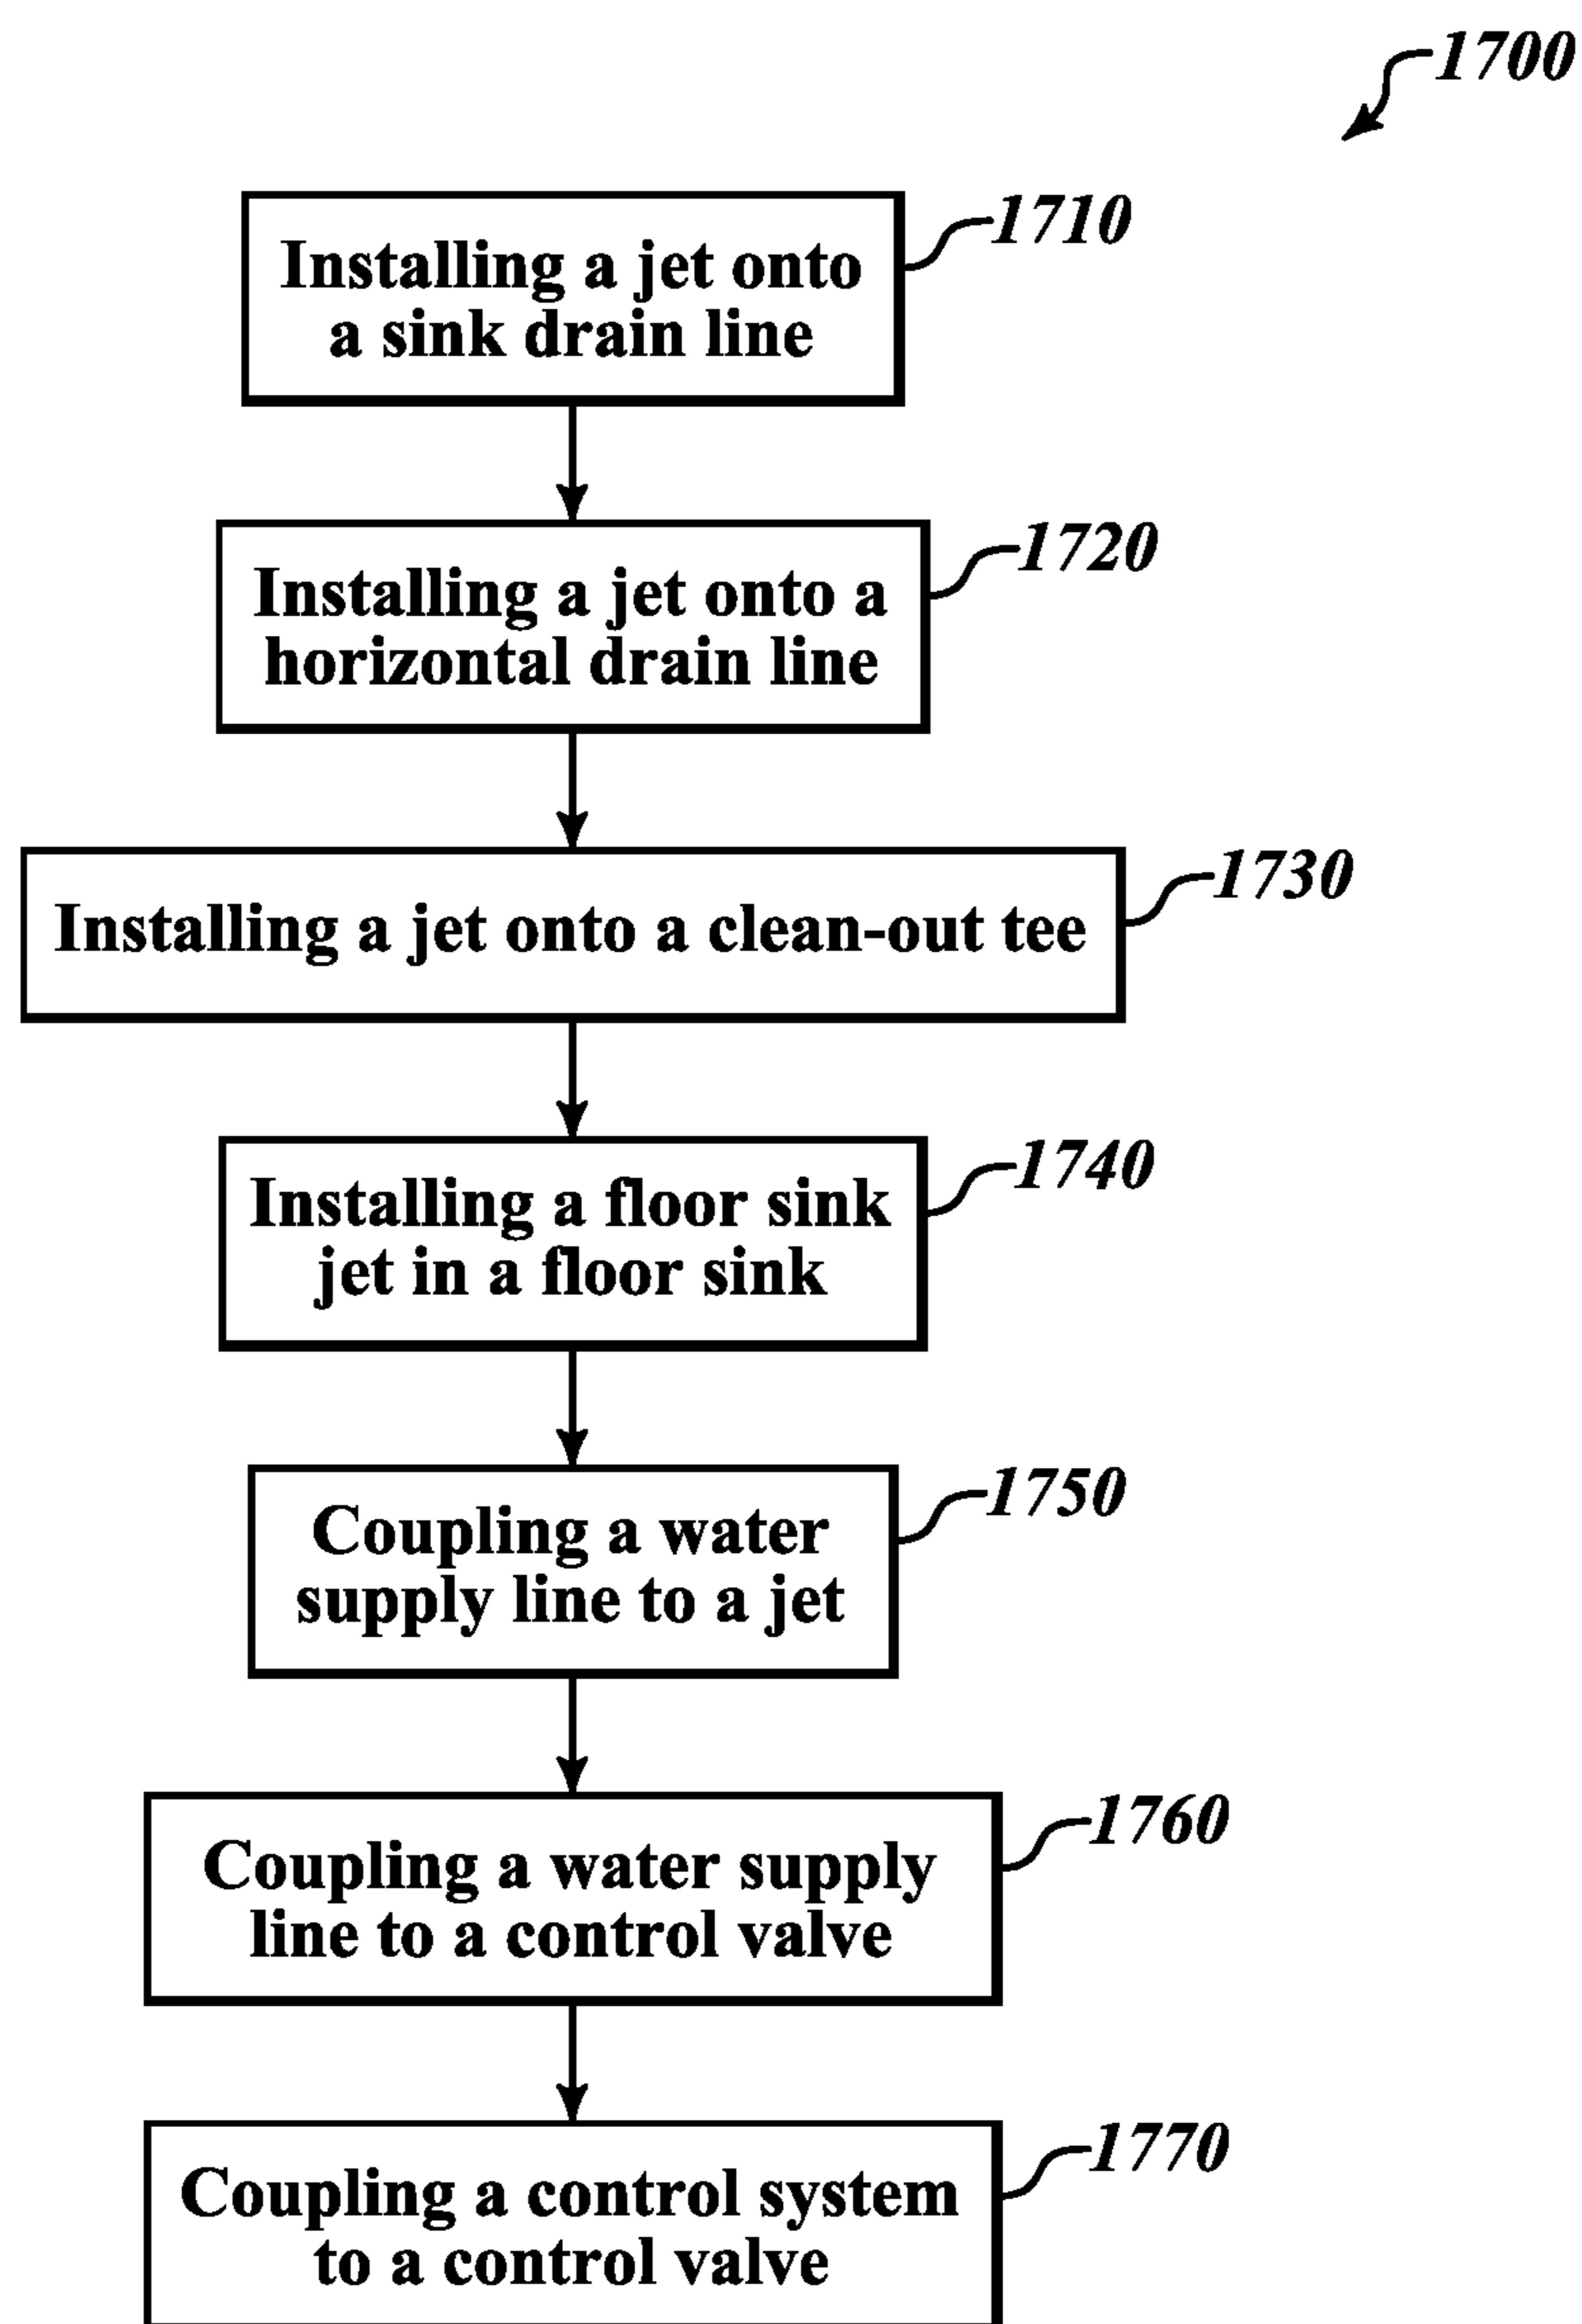 1700
1710
Installing a jet onto
a sink drain line
1720
Installing a jet onto a
horizontal drain line
1730
Installing a jet onto a clean-out tee
1740
Installing a floor sink
jet in a floor sink
1750
Coupling a water
supply line to a jet
1760
Coupling a water supply
line to a control valve
1770
Coupling a control system
to a control valve